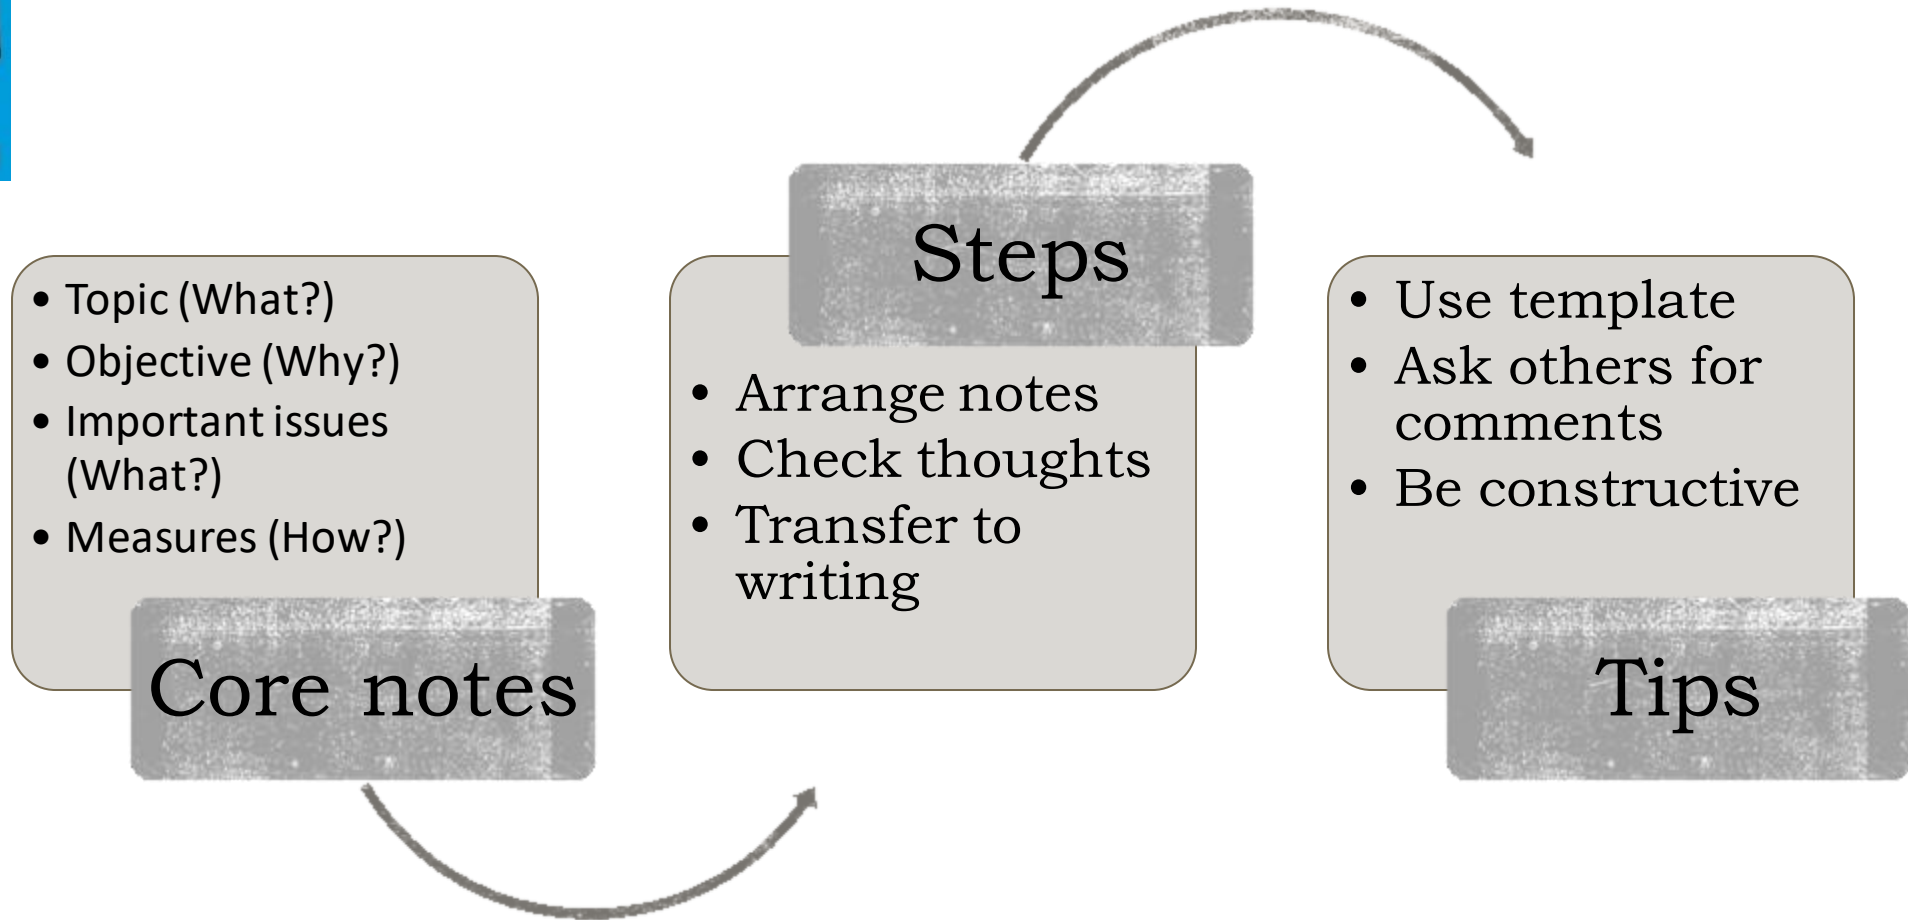 • Topic (What?)
• Objective (Why?)
• Important issues
(What?)
• Measures (How?)
Core notes
Steps
• Arrange notes
• Check thoughts
• Transfer to
writing
• Use template
• Ask others for
comments
• Be constructive
Tips